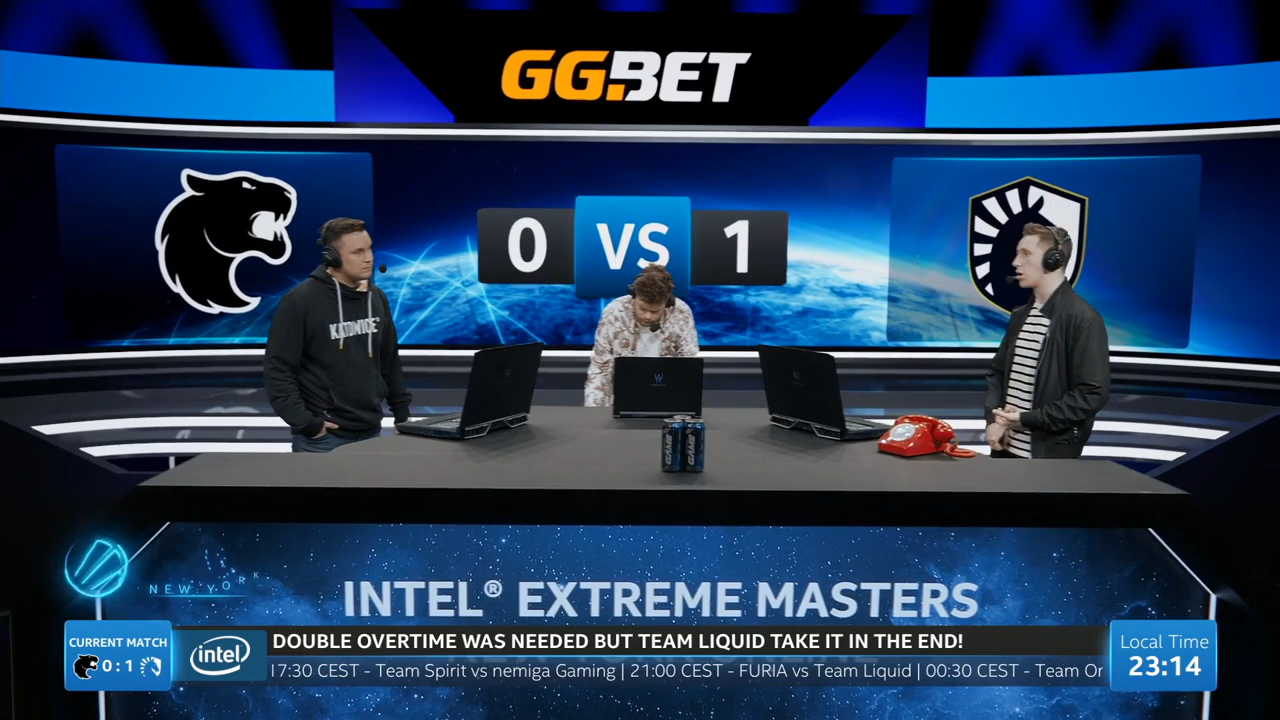 GG.BET
0 VS 1
KATOWICE
GAME
GAME
NEW YORK
INTEL® EXTREME MASTERS
CURRENT MATCH
0 : 1
intel
DOUBLE OVERTIME WAS NEEDED BUT TEAM LIQUID TAKE IT IN THE END!
17:30 CEST - Team Spirit vs nemiga Gaming | 21:00 CEST - FURIA vs Team Liquid | 00:30 CEST - Team Or
Local Time
23:14